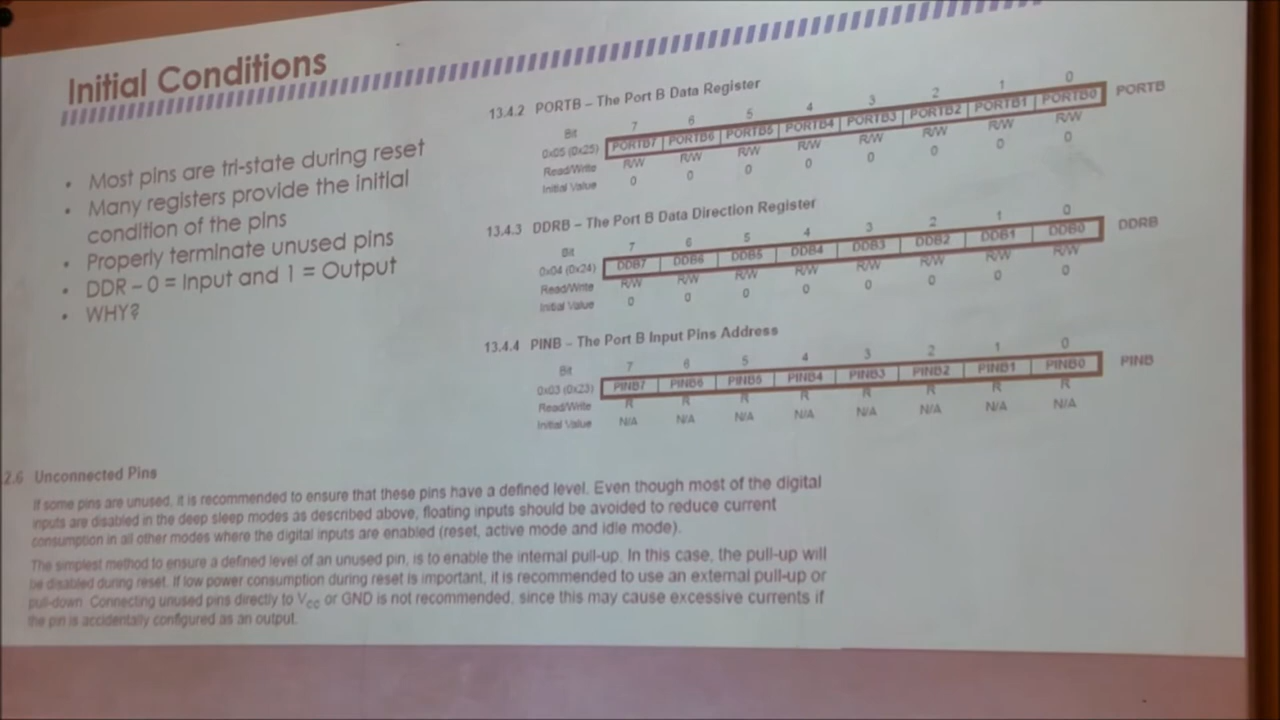 Initial Conditions
• Most pins are tri-state during reset
• Many registers provide the initial
condition of the pins
• Properly terminate unused pins
• DDR – 0 = Input and 1 = Output
• WHY?
13.4.2 PORTB – The Port B Data Register
Bit 7 6 5 4 3 2 1 0
0x05 (0x25) PORTB7 PORTB6 PORTB5 PORTB4 PORTB3 PORTB2 PORTB1 PORTB0 PORTB
Read/Write R/W R/W R/W R/W R/W R/W R/W R/W
Initial Value 0 0 0 0 0 0 0 0
13.4.3 DDRB – The Port B Data Direction Register
Bit 7 6 5 4 3 2 1 0
0x04 (0x24) DDB7 DDB6 DDB5 DDB4 DDB3 DDB2 DDB1 DDB0 DDRB
Read/Write R/W R/W R/W R/W R/W R/W R/W R/W
Initial Value 0 0 0 0 0 0 0 0
13.4.4 PINB – The Port B Input Pins Address
Bit 7 6 5 4 3 2 1 0
0x03 (0x23) PINB7 PINB6 PINB5 PINB4 PINB3 PINB2 PINB1 PINB0 PINB
Read/Write R R R R R R R R
Initial Value N/A N/A N/A N/A N/A N/A N/A N/A
.2.6 Unconnected Pins
If some pins are unused, it is recommended to ensure that these pins have a defined level. Even though most of the digital
inputs are disabled in the deep sleep modes as described above, floating inputs should be avoided to reduce current
consumption in all other modes where the digital inputs are enabled (reset, active mode and idle mode).
The simplest method to ensure a defined level of an unused pin, is to enable the internal pull-up. In this case, the pull-up will
be disabled during reset. If low power consumption during reset is important, it is recommended to use an external pull-up or
pull-down. Connecting unused pins directly to VCC or GND is not recommended, since this may cause excessive currents if
the pin is accidentally configured as an output.